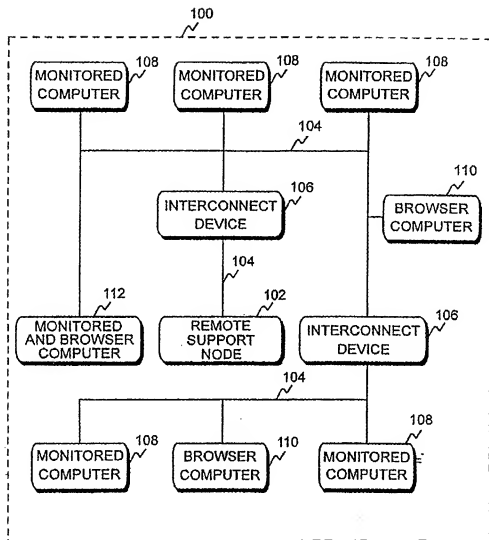 100
108
108
108
MONITORED
COMPUTER
MONITORED
COMPUTER
MONITORED
COMPUTER
104
106
110
INTERCONNECT
DEVICE
BROWSER
COMPUTER
104
112
102
106
MONITORED
AND BROWSER
COMPUTER
REMOTE
SUPPORT
NODE
INTERCONNECT
DEVICE
104
108
110
108
MONITORED
COMPUTER
BROWSER
COMPUTER
MONITORED
COMPUTER